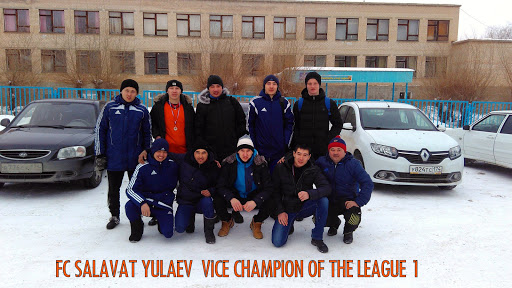 FC SALAVAT YULAEV VICE CHAMPION OF THE LEAGUE 1